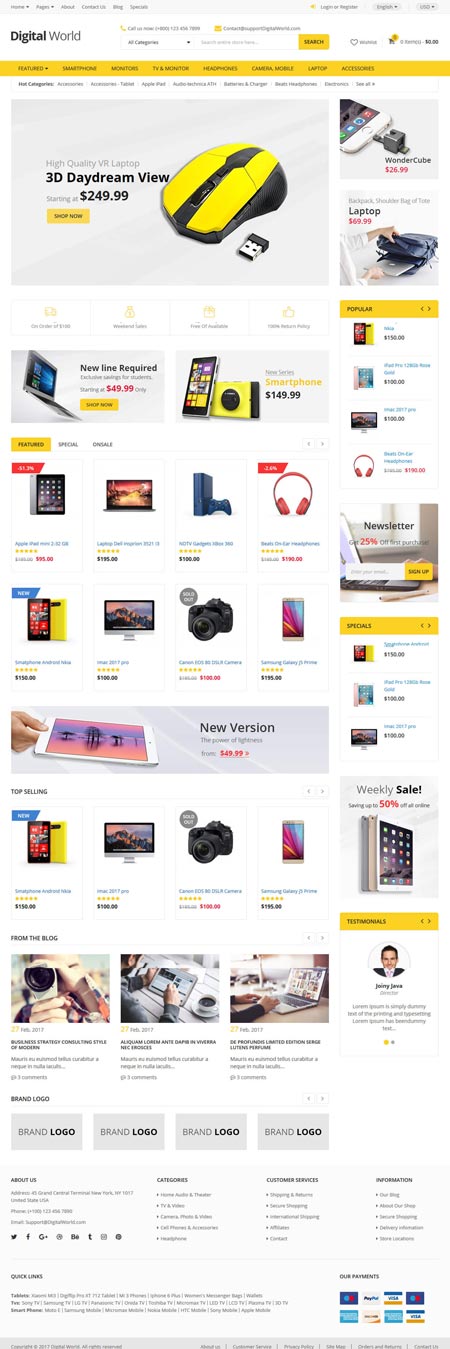 Home Pages About Contact Us Blog Specials
Login or Register English USD
Digital World
Call us now: (+800) 123 456 7899
Contact@supportDigitalWorld.com
All Categories Search entire store here... SEARCH
Wishlist
0 item(s) - $0.00
FEATURED SMARTPHONE MONITORS TV & MONITOR HEADPHONES CAMERA, MOBILE LAPTOP ACCESSORIES
Hot Categories: Accessories Accessories - Tablet Apple iPad Audio-technica ATH Batteries & Charger Beats Headphones Electronics See all
High Quality VR Laptop
3D Daydream View
Starting at $249.99
SHOP NOW
WonderCube
$26.99
Backpack, Shoulder Bag of Tote
Laptop
$69.99
On Order of $100
Weekend Sales
Free Of Available
100% Return Policy
New line Required
Exclusive savings for students.
Starting at $49.99 Only
SHOP NOW
New Series
Smartphone
$149.99
POPULAR
Nkia
$150.00
iPad Pro 128Gb Rose
Gold
$100.00
imac 2017 pro
$100.00
Beats On-Ear
Headphones
$195.00 $190.00
FEATURED SPECIAL ONSALE
-51.3%
-2.6%
Apple iPad mini 2.32 GB
$195.00 $95.00
Laptop Dell Insprion 3521 i3
$100.00
NDTV Gadgets XBox 360
$100.00
Beats On-Ear Headphones
$195.00 $190.00
Newsletter
Get 25% Off first purchase!
Enter your email... SIGN UP
NEW
SOLD
OUT
Smatphone Android Nkia
$150.00
imac 2017 pro
$100.00
Canon EOS 80 DSLR Camera
$100.00
Samsung Galaxy J5 Prime
$100.00
SPECIALS
Smatphone Android
$150.00
iPad Pro 128Gb Rose
Gold
$100.00
imac 2017 pro
$100.00
New Version
The power of lightness
from: $49.99
TOP SELLING
NEW
SOLD
OUT
Smatphone Android Nkia
$150.00
imac 2017 pro
$100.00
Canon EOS 80 DSLR Camera
$100.00
Samsung Galaxy J5 Prime
$150.00
Weekly Sale!
Saving up to 50% off all online
TESTIMONIALS
Joiny Java
Director
Lorem Ipsum is simply dummy
text of the printing and typesetting
Lorem Ipsum has been
beendummy text...
FROM THE BLOG
27 Feb, 2017
BUSILNESS STRATEGY CONSULTING STYLE
OF MODERN
Mauris eu euismod tellus curabitur a
neque in nulla iaculis...
3 comments
27 Feb, 2017
ALIQUAM LOREM ANTE DAPIB IN VIVERRA
NEC EROSCES
Mauris eu euismod tellus curabitur a
neque in nulla iaculis...
3 comments
27 Feb, 2017
DE PROFUNDIS LIMITED EDITION SERGE
LUTENS PERFUME
Mauris eu euismod tellus curabitur a
neque in nulla iaculis...
3 comments
BRAND LOGO
BRAND LOGO BRAND LOGO BRAND LOGO BRAND LOGO
ABOUT US
Address: 45 Grand Central Terminal New York, NY 1017
United State USA
Phone: (+100) 123 456 7890
Email: Support@DigitalWorld.com
CATEGORIES
Home Audio & Theater
TV & Video
Camera, Photo & Video
Cell Phones & Accessories
Headphone
CUSTOMER SERVICES
Shipping & Returns
Secure Shopping
International Shipping
Affiliates
Contact
INFORMATION
Our Blog
About Our Shop
Secure Shopping
Delivery infomation
Store Locations
QUICK LINKS
Tablets: Xiaomi Mi3 | Digiflip Pro XT 712 Tablet | Mi 3 Phones | Iphone 6 Plus | Women's Messenger Bags | Wallets
Tvs: Sony TV | Samsung TV | LG TV | Panasonic TV | Onida TV | Toshiba TV | Micromax TV | LED TV | LCD TV | Plasma TV | 3D TV
Smart Phone: Moto E | Samsung Mobile | Micromax Mobile | Nokia Mobile | HTC Mobile | Sony Mobile | Apple Mobile
OUR PAYMENTS
PayPal
VISA
VISA
Copyright © 2017 Digital World. All rights reserved
About us Customer Service Privacy Policy Site Map Orders and Returns Contact Us